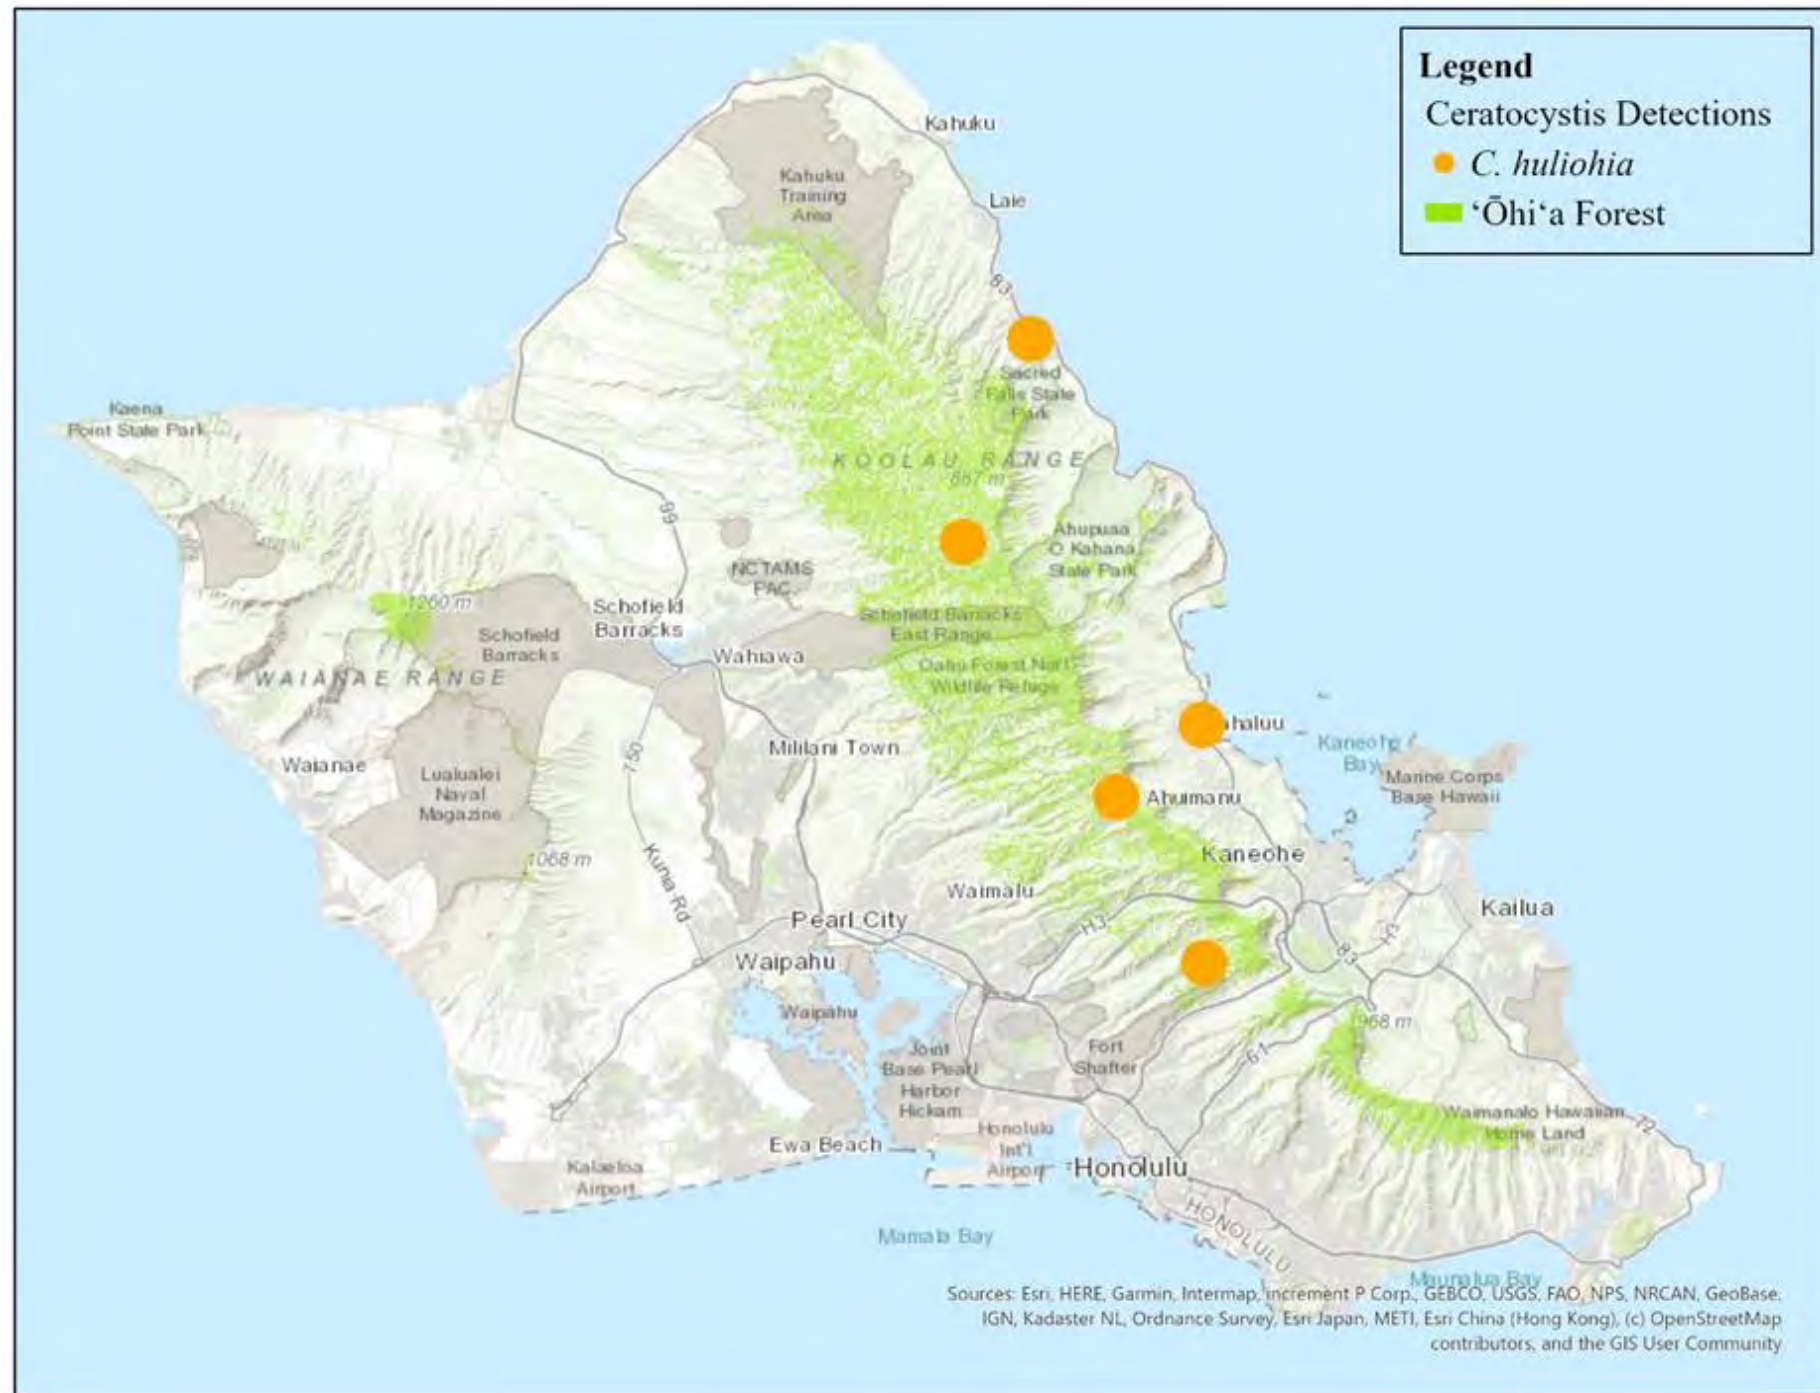 Legend
Ceratocystis Detections
C. huliohia
ʻŌhiʻa Forest
Kahuku
Kahuku
Training
Area
Laie
83
Sacred
Falls State
Park
Kaena
Point State Park
KOOLAU RANGE
99
Ahupuaa
O Kahana
State Park
NCTAMS
PAC
1260 m
Schofield
Barracks
Schofield
Barracks
Schofield Barracks
East Range
Wahiawa
Oahu Forest Nat'l
Wildlife Refuge
WAIANAE RANGE
haluu
Kaneohe
Bay
Mililani Town
750
Waianae
Lualualei
Naval
Magazine
Marine Corps
Base Hawaii
Ahuimanu
1068 m
Kunia Rd
Kaneohe
Waimalu
Kailua
Pearl City
H3
H3
83
Waipahu
Waipahu
968 m
Joint
Base Pearl
Harbor
Hickam
Fort
Shafter
61
Waimanalo Hawaiian
Home Land
72
Ewa Beach
Honolulu
Int'l
Airport
Honolulu
Kalaeloa
Airport
HONOLULU
Mamala Bay
Maunalua Bay
Sources: Esri, HERE, Garmin, Intermap, increment P Corp., GEBCO, USGS, FAO, NPS, NRCAN, GeoBase,
IGN, Kadaster NL, Ordnance Survey, Esri Japan, METI, Esri China (Hong Kong), (c) OpenStreetMap
contributors, and the GIS User Community